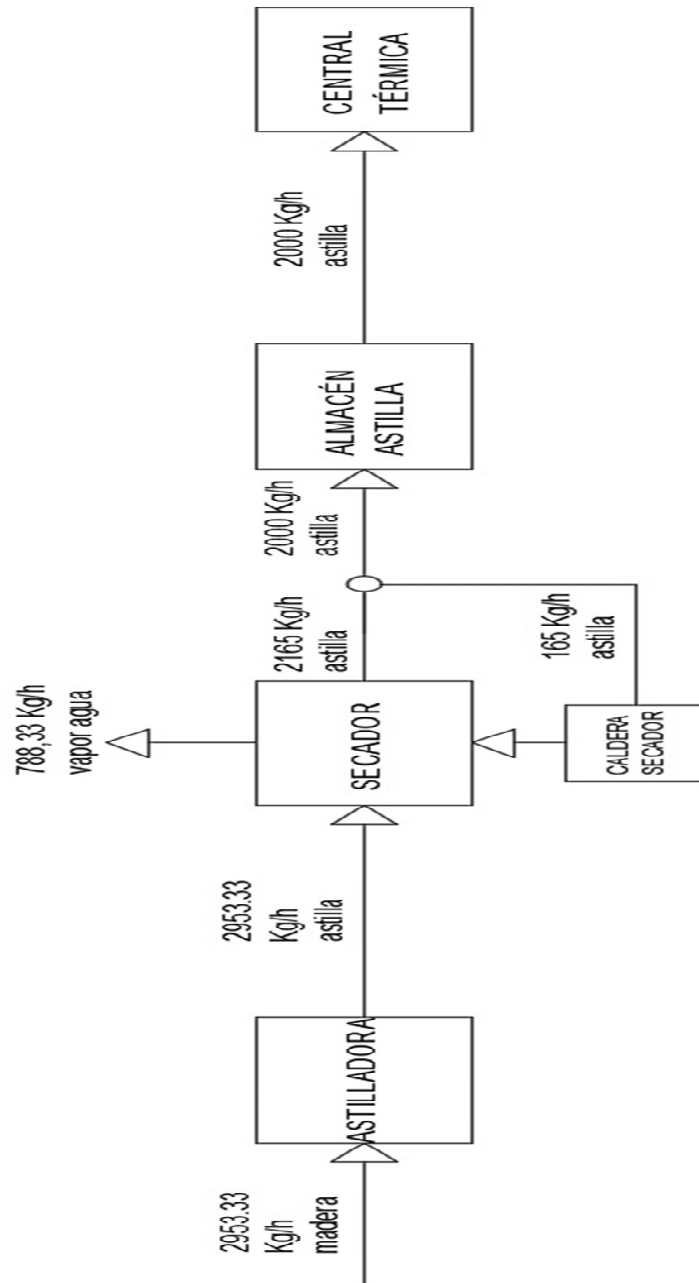 2953.33
Kg/h
madera
ASTILLADORA
2953.33
Kg/h
astilla
788,33 Kg/h
vapor agua
SECADOR
CALDERA
SECADOR
2165 Kg/h
astilla
165 Kg/h
astilla
2000 Kg/h
astilla
ALMACÉN
ASTILLA
2000 Kg/h
astilla
CENTRAL
TÉRMICA